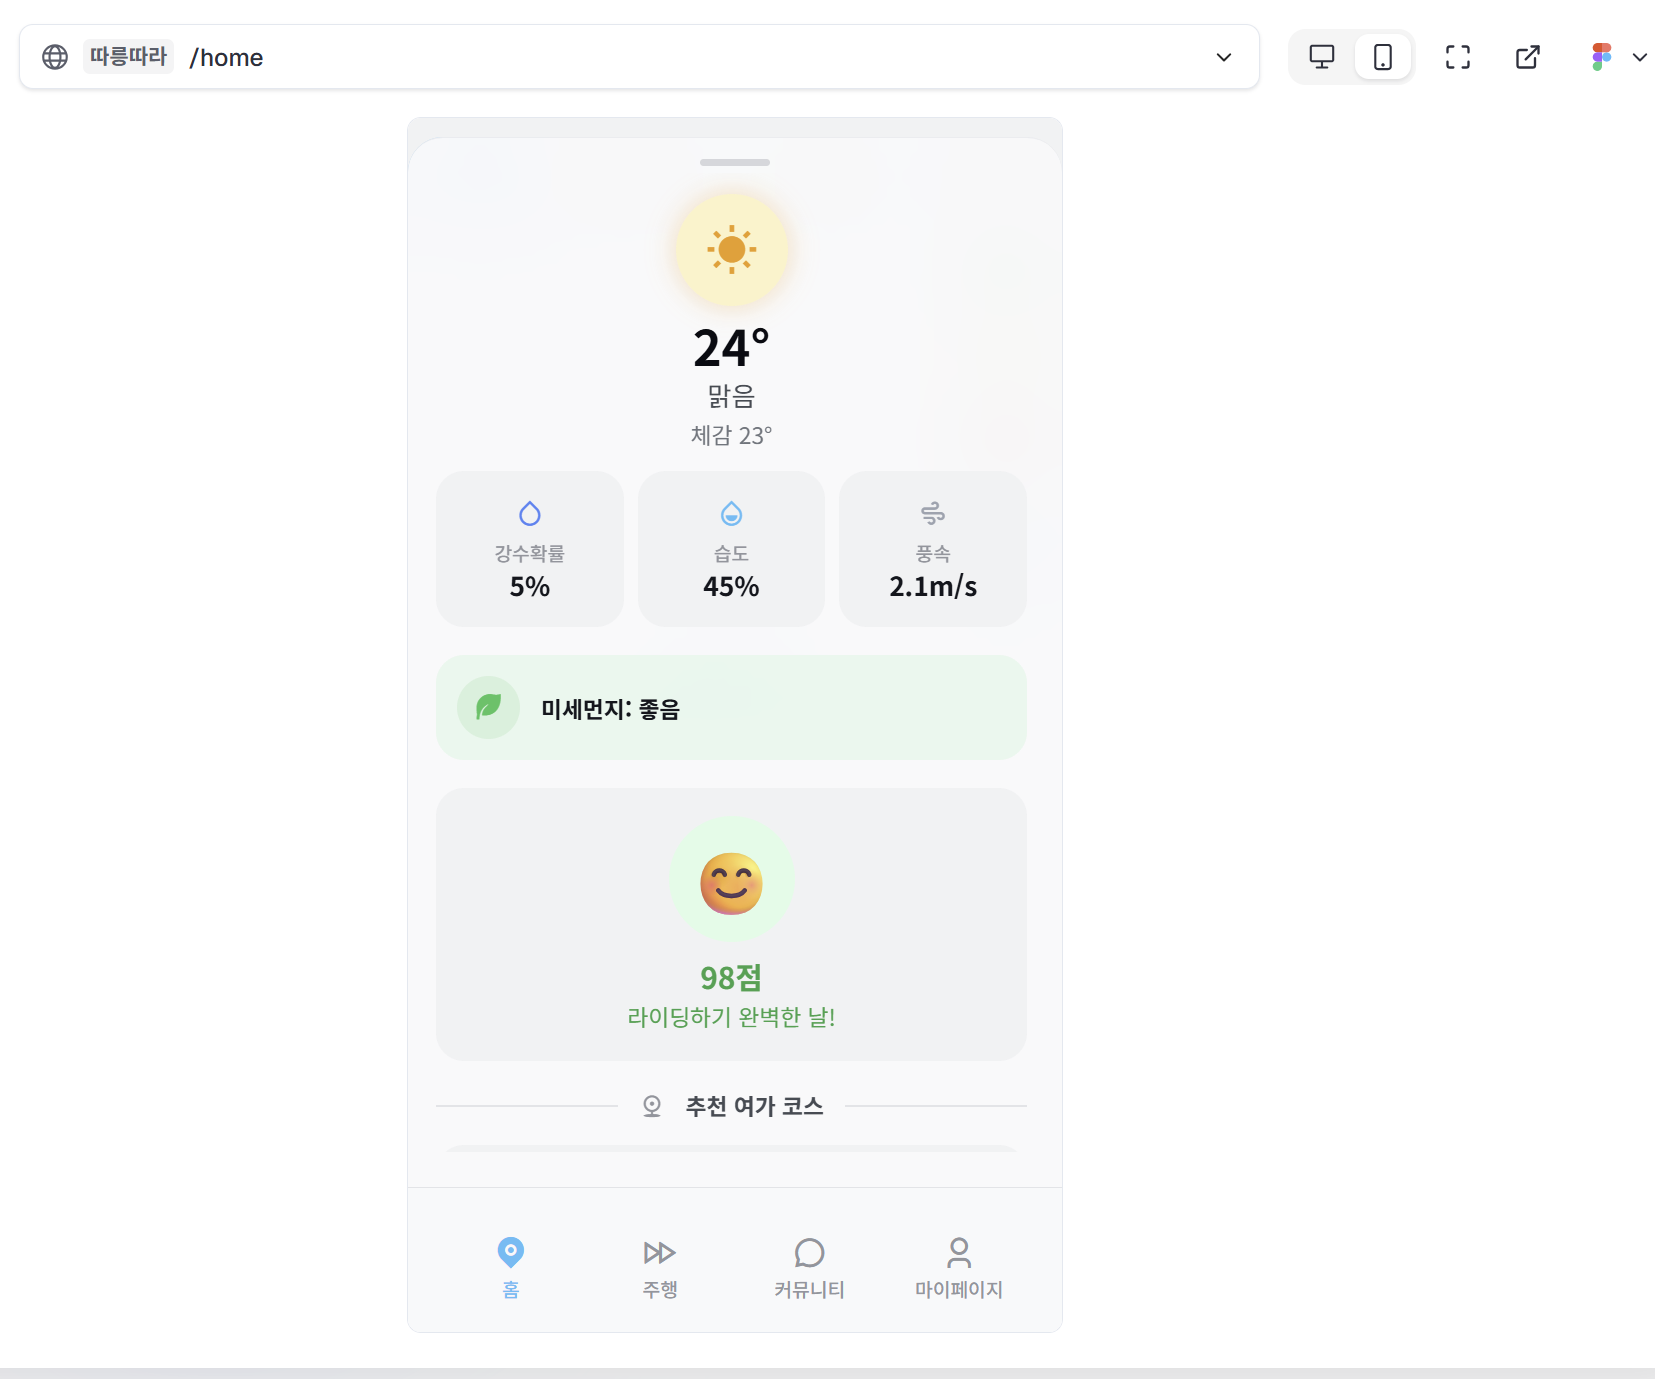 따릉따라 /home
24°
맑음
체감 23°
강수확률 습도 풍속
5% 45% 2.1m/s
미세먼지: 좋음
98점
라이딩하기 완벽한 날!
추천 여가 코스
홈 주행 커뮤니티 마이페이지